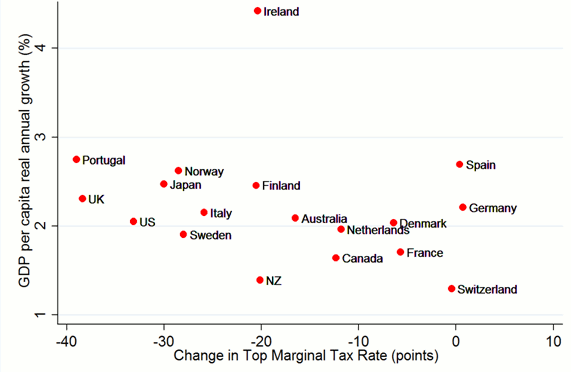 GDP per capita real annual growth (%)
4
3
2
1
Ireland
Portugal
Norway
Spain
Japan
Finland
UK
Germany
Italy
US
Australia
Denmark
Netherlands
Sweden
France
Canada
NZ
Switzerland
-40 -30 -20 -10 0 10
Change in Top Marginal Tax Rate (points)